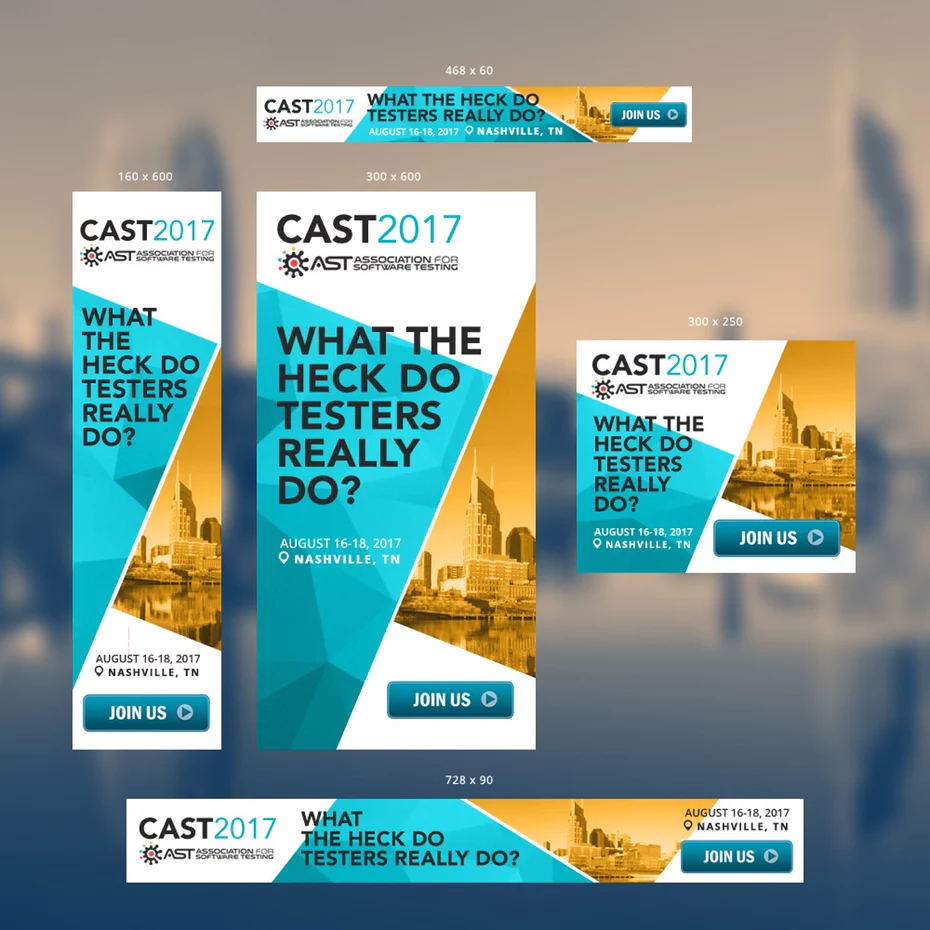 468 x 60
CAST2017
AST ASSOCIATION FOR
SOFTWARE TESTING
WHAT THE HECK DO
TESTERS REALLY DO?
AUGUST 16-18, 2017 NASHVILLE, TN
JOIN US
160 x 600
CAST2017
AST ASSOCIATION FOR
SOFTWARE TESTING
WHAT
THE
HECK DO
TESTERS
REALLY
DO?
AUGUST 16-18, 2017
NASHVILLE, TN
JOIN US
300 x 600
CAST2017
AST ASSOCIATION FOR
SOFTWARE TESTING
WHAT THE
HECK DO
TESTERS
REALLY
DO?
AUGUST 16-18, 2017
NASHVILLE, TN
JOIN US
300 x 250
CAST2017
AST ASSOCIATION FOR
SOFTWARE TESTING
WHAT THE
HECK DO
TESTERS
REALLY
DO?
AUGUST 16-18, 2017
NASHVILLE, TN
JOIN US
728 x 90
CAST2017
AST ASSOCIATION FOR
SOFTWARE TESTING
WHAT
THE HECK DO
TESTERS REALLY DO?
AUGUST 16-18, 2017
NASHVILLE, TN
JOIN US